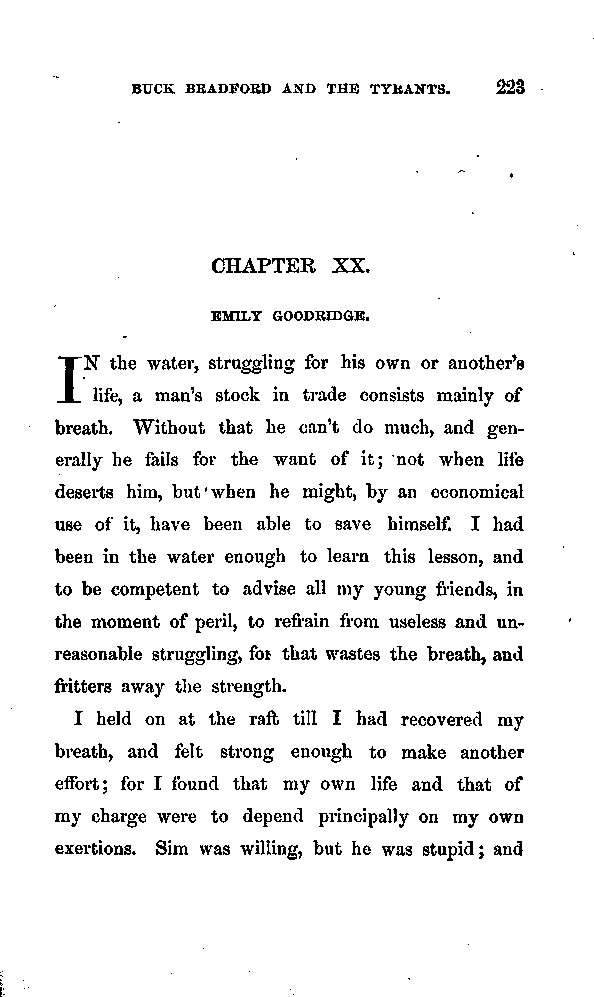 BUCK BRADFORD AND THE TYRANTS. 223
CHAPTER XX.
EMILY GOODRIDGE.
IN the water, struggling for his own or another's
life, a man's stock in trade consists mainly of
breath. Without that he can't do much, and gen-
erally he fails for the want of it; not when life
deserts him, but when he might, by an economical
use of it, have been able to save himself. I had
been in the water enough to learn this lesson, and
to be competent to advise all my young friends, in
the moment of peril, to refrain from useless and un-
reasonable struggling, for that wastes the breath, and
fritters away the strength.
I held on at the raft till I had recovered my
breath, and felt strong enough to make another
effort; for I found that my own life and that of
my charge were to depend principally on my own
exertions. Sim was willing, but he was stupid; and